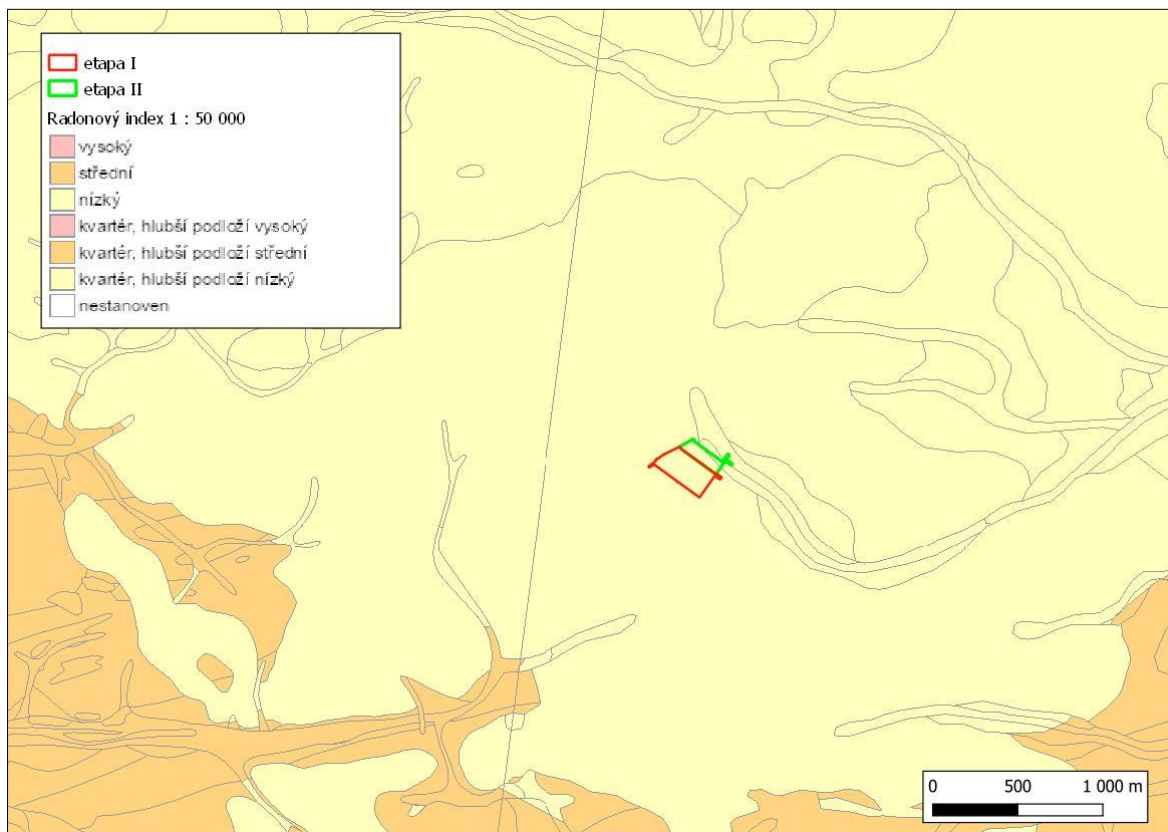 etapa I
etapa II
Radonový index 1 : 50 000
vysoký
střední
nízký
kvartér, hlubší podloží vysoký
kvartér, hlubší podloží střední
kvartér, hlubší podloží nízký
nestanoven
0 500 1 000 m